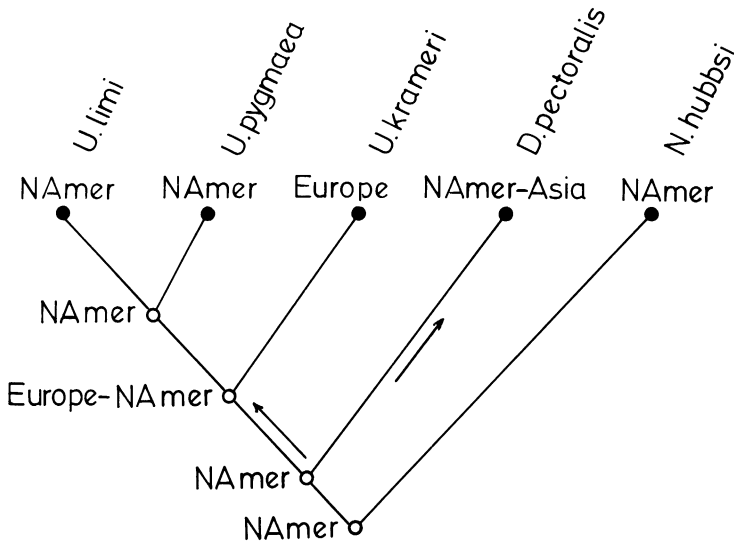 U.limi
U.pygmaea
U.krameri
D.pectoralis
N.hubbsi
NAmer
NAmer
Europe
NAmer-Asia
NAmer
NAmer
Europe-NAmer
NAmer
NAmer